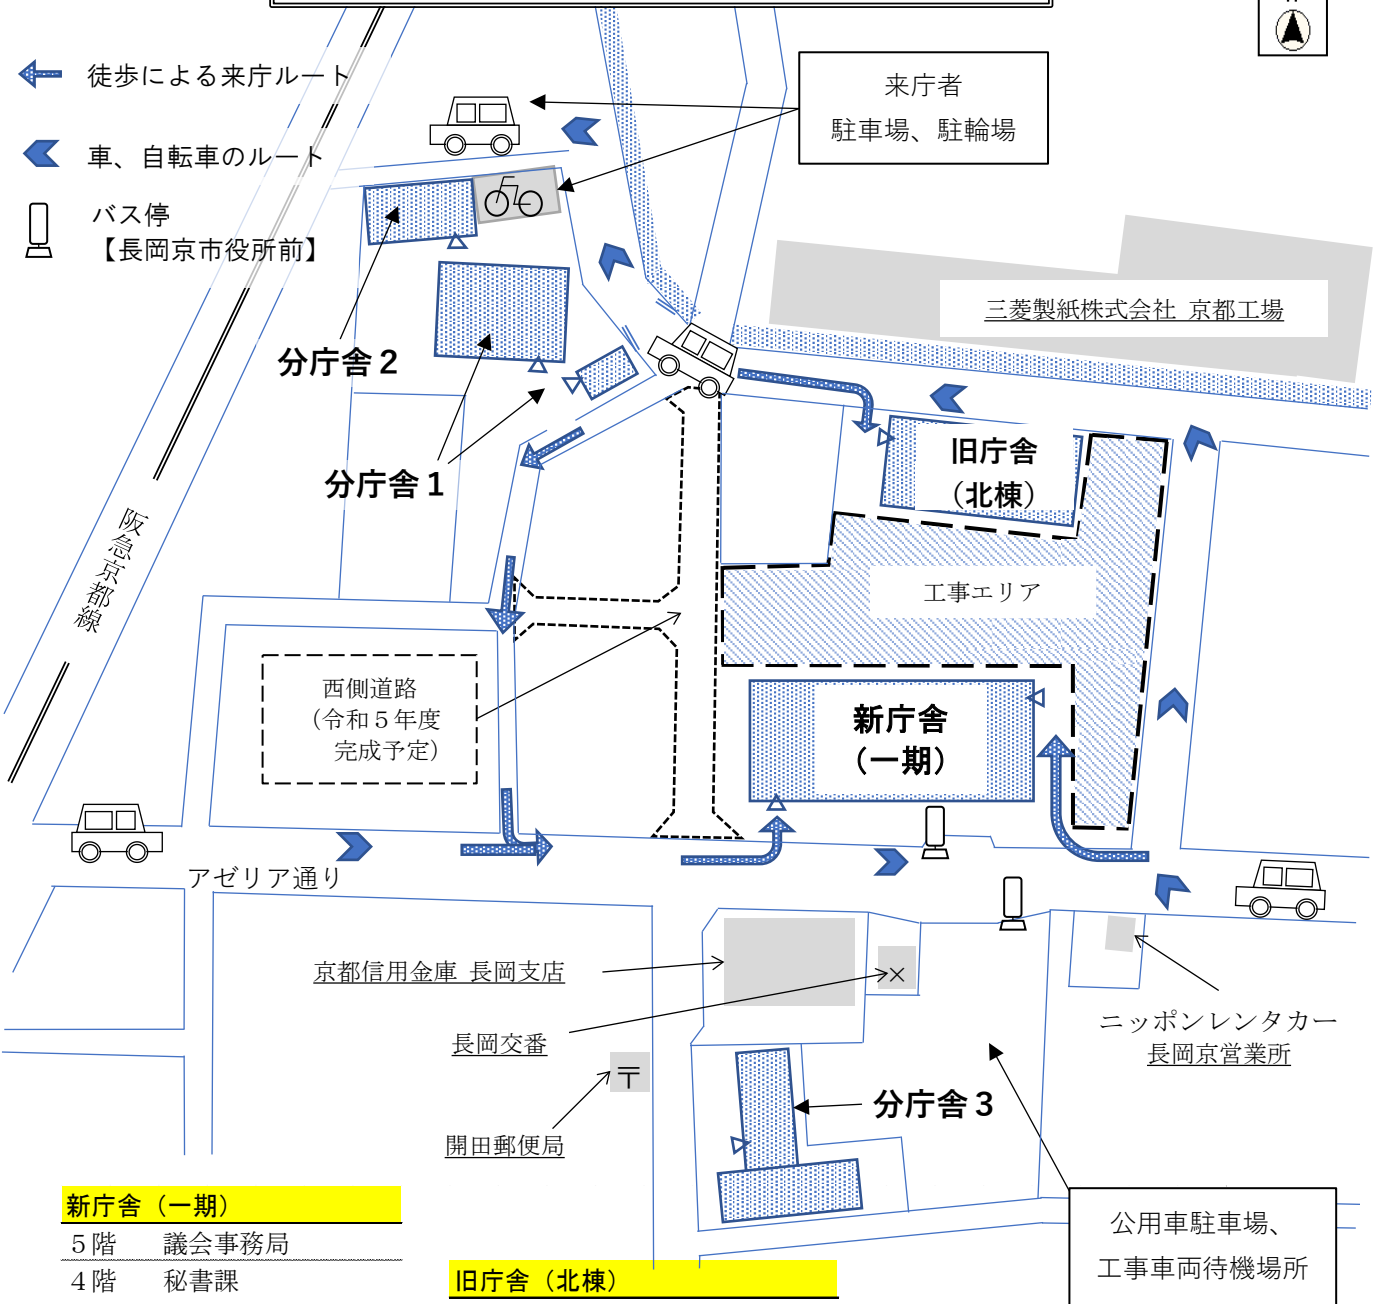 徒歩による来庁ルート
車、自転車のルート
バス停
【長岡京市役所前】
来庁者
駐車場、駐輪場
三菱製紙株式会社 京都工場
分庁舎２
分庁舎１
旧庁舎
（北棟）
阪急京都線
工事エリア
西側道路
（令和５年度
完成予定）
新庁舎
（一期）
アゼリア通り
京都信用金庫 長岡支店
×
長岡交番
〒
開田郵便局
ニッポンレンタカー
長岡京営業所
分庁舎３
公用車駐車場、
工事車両待機場所
新庁舎（一期）
５階 議会事務局
４階 秘書課
旧庁舎（北棟）